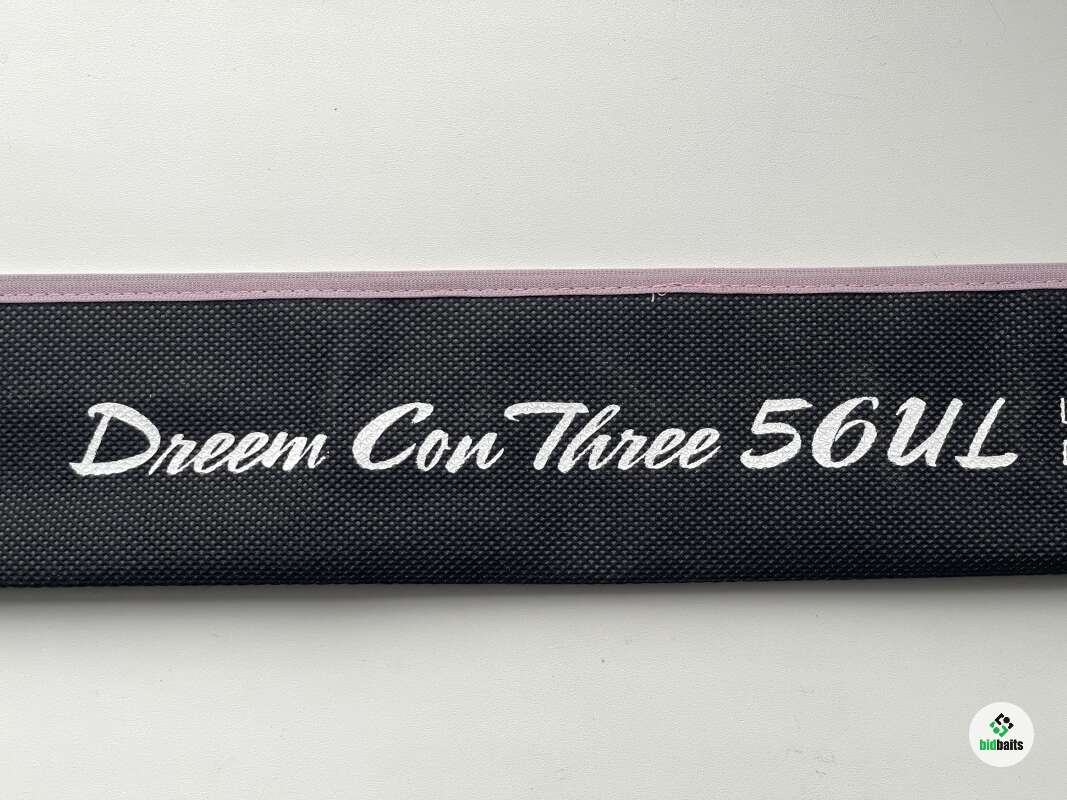 Dreem Con Three 56UL
bidbaits